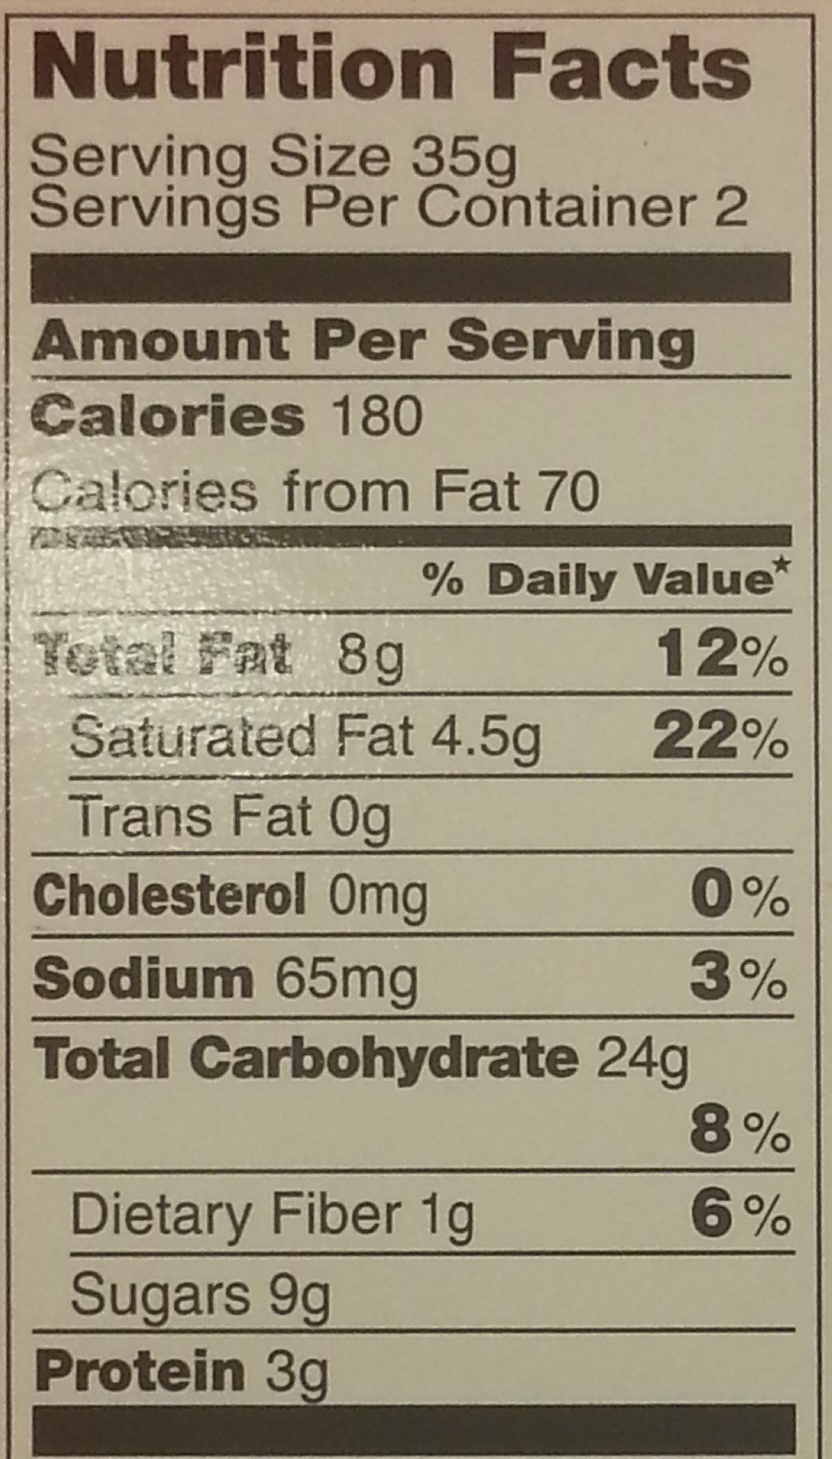 Nutrition Facts
Serving Size 35g
Servings Per Container 2
Amount Per Serving
Calories 180
Calories from Fat 70
% Daily Value*
Total Fat 8g 12%
Saturated Fat 4.5g 22%
Trans Fat 0g
Cholesterol 0mg 0%
Sodium 65mg 3%
Total Carbohydrate 24g
8%
Dietary Fiber 1g 6%
Sugars 9g
Protein 3g